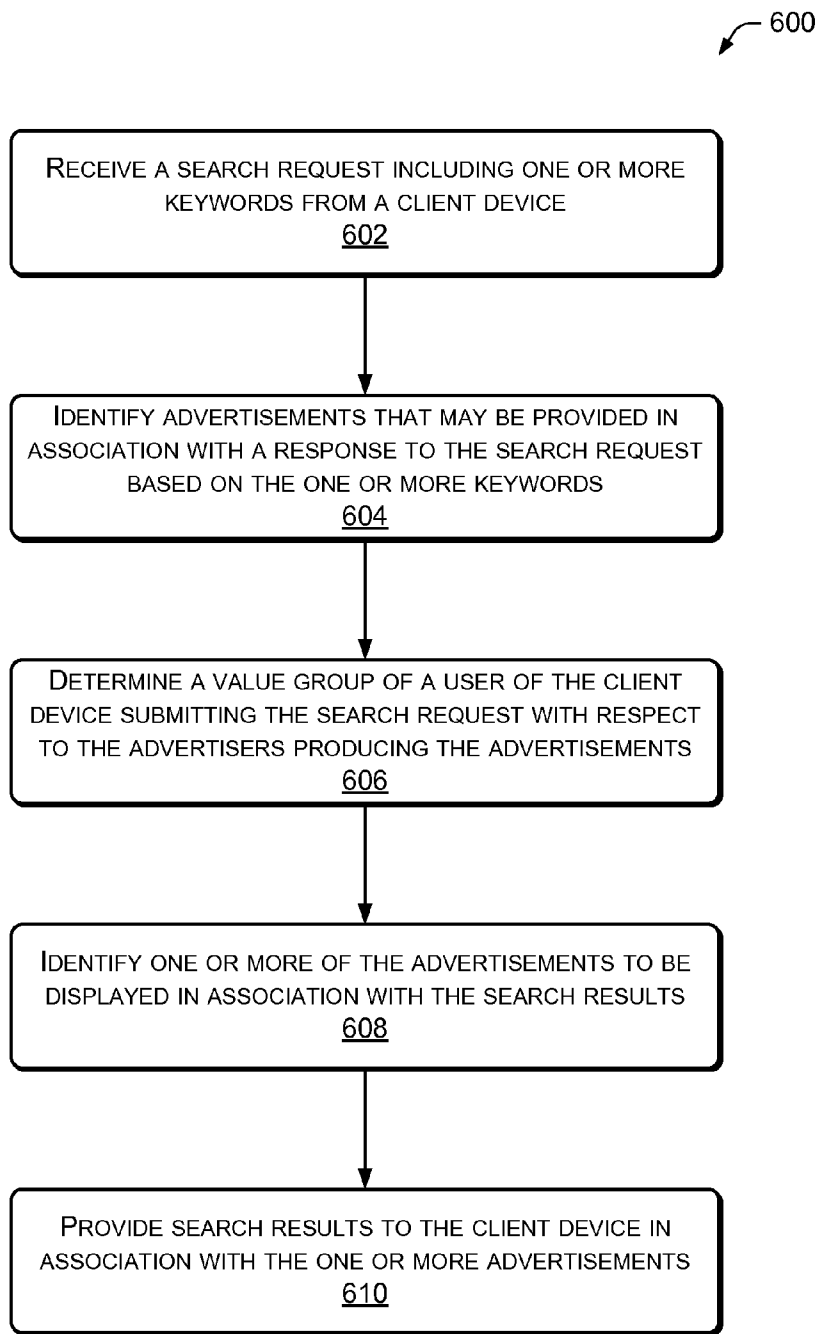 600
RECEIVE A SEARCH REQUEST INCLUDING ONE OR MORE
KEYWORDS FROM A CLIENT DEVICE
602
IDENTIFY ADVERTISEMENTS THAT MAY BE PROVIDED IN
ASSOCIATION WITH A RESPONSE TO THE SEARCH REQUEST
BASED ON THE ONE OR MORE KEYWORDS
604
DETERMINE A VALUE GROUP OF A USER OF THE CLIENT
DEVICE SUBMITTING THE SEARCH REQUEST WITH RESPECT
TO THE ADVERTISERS PRODUCING THE ADVERTISEMENTS
606
IDENTIFY ONE OR MORE OF THE ADVERTISEMENTS TO BE
DISPLAYED IN ASSOCIATION WITH THE SEARCH RESULTS
608
PROVIDE SEARCH RESULTS TO THE CLIENT DEVICE IN
ASSOCIATION WITH THE ONE OR MORE ADVERTISEMENTS
610